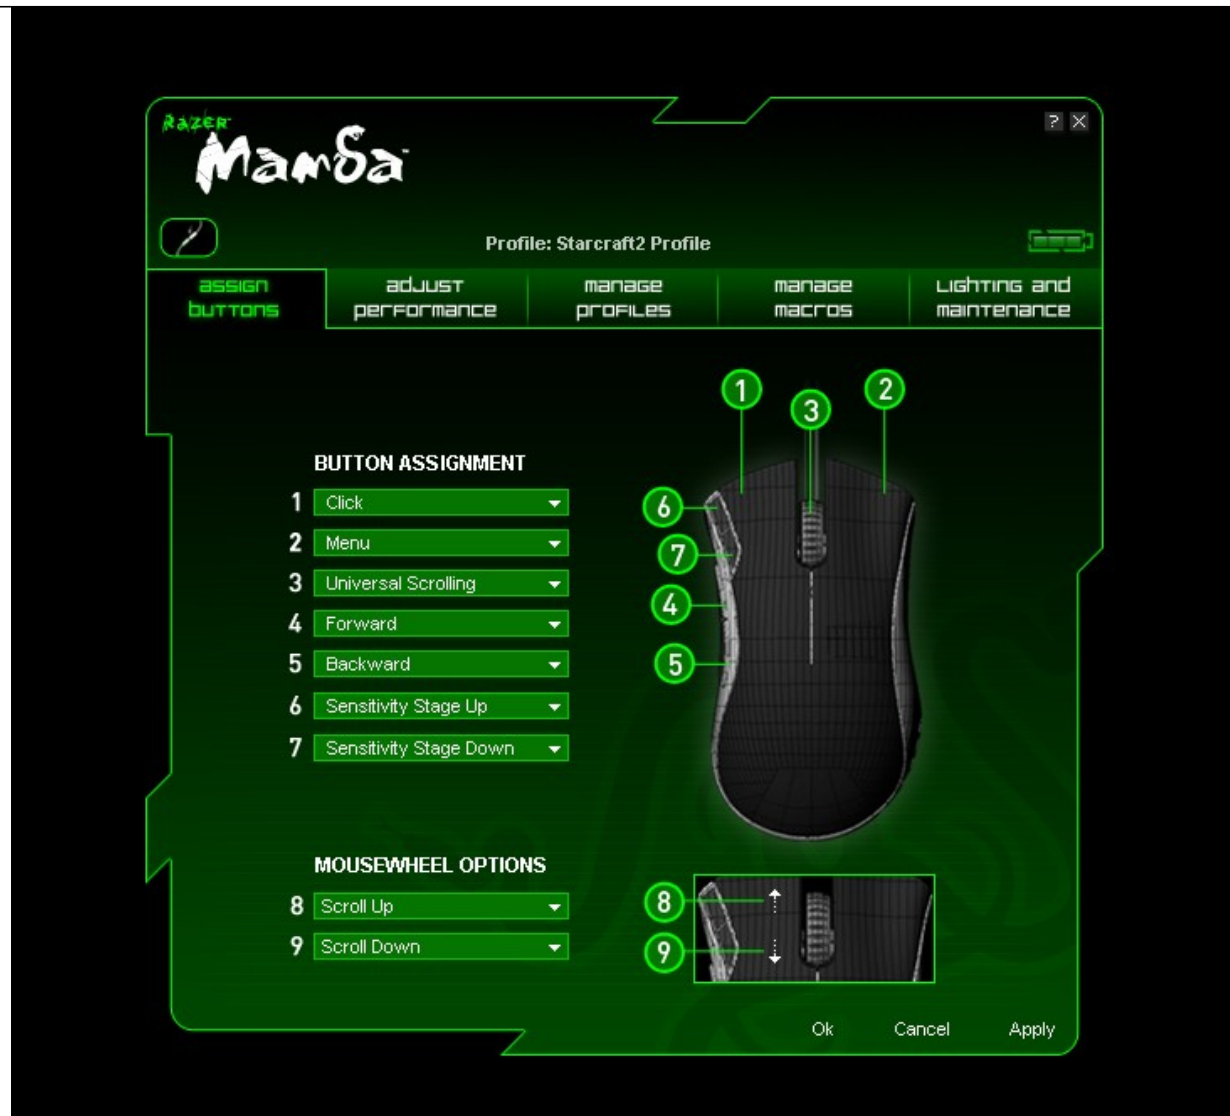 RAZER
Mamba™
? X
Profile: Starcraft2 Profile
assign buttons
adjust performance
manage profiles
manage macros
Lighting and maintenance
1
2
3
BUTTON ASSIGNMENT
1 Click
2 Menu
3 Universal Scrolling
4 Forward
5 Backward
6 Sensitivity Stage Up
7 Sensitivity Stage Down
6
7
4
5
MOUSEWHEEL OPTIONS
8 Scroll Up
9 Scroll Down
8
9
Ok Cancel Apply